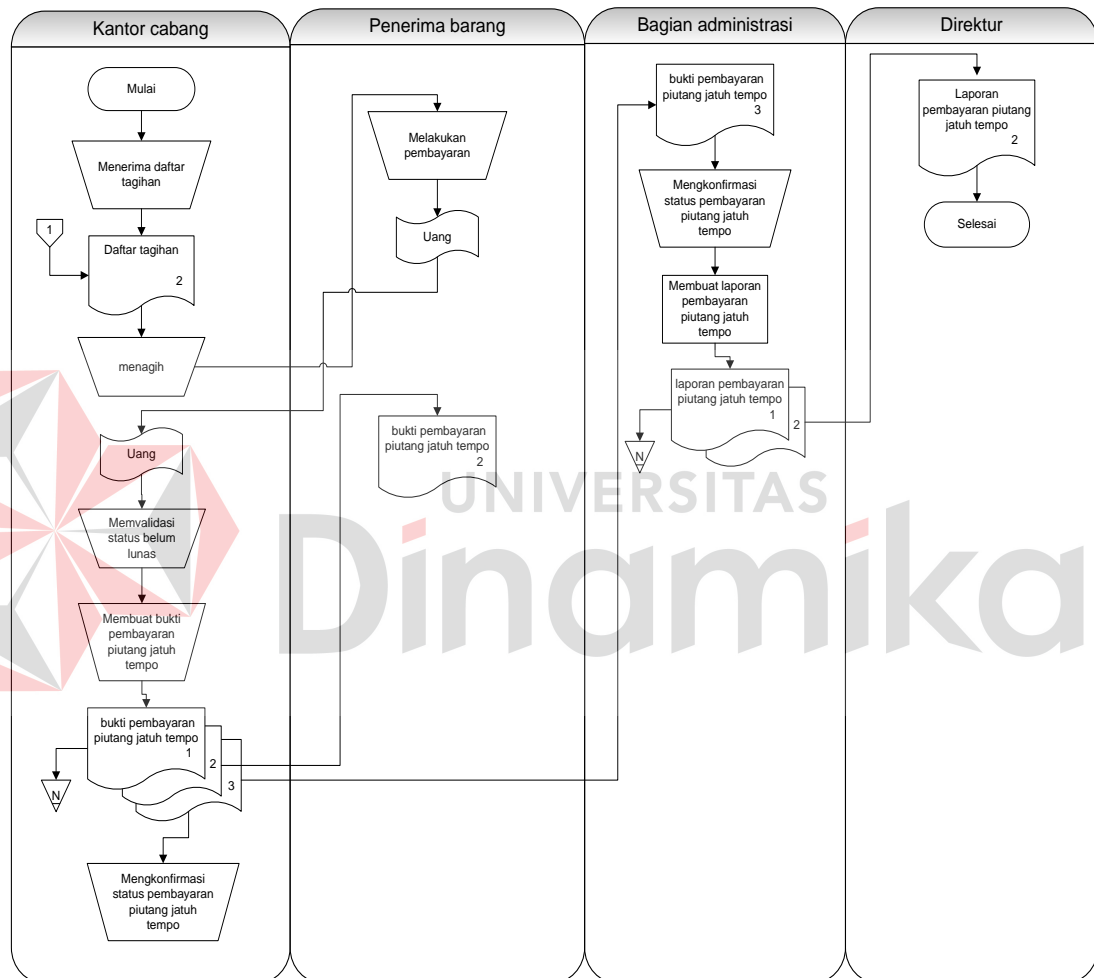 Kantor cabang
Penerima barang
Bagian administrasi
Direktur
Mulai
Menerima daftar
tagihan
1
Daftar tagihan
2
menagih
Uang
Memvalidasi
status belum
lunas
Membuat bukti
pembayaran
piutang jatuh
tempo
bukti pembayaran
piutang jatuh tempo
1
2
3
N
Mengkonfirmasi
status pembayaran
piutang jatuh
tempo
Melakukan
pembayaran
Uang
bukti pembayaran
piutang jatuh tempo
2
bukti pembayaran
piutang jatuh tempo
3
Mengkonfirmasi
status pembayaran
piutang jatuh
tempo
Membuat laporan
pembayaran
piutang jatuh
tempo
laporan pembayaran
piutang jatuh tempo
1
2
N
Laporan
pembayaran piutang
jatuh tempo
2
Selesai
UNIVERSITAS
Dinamika